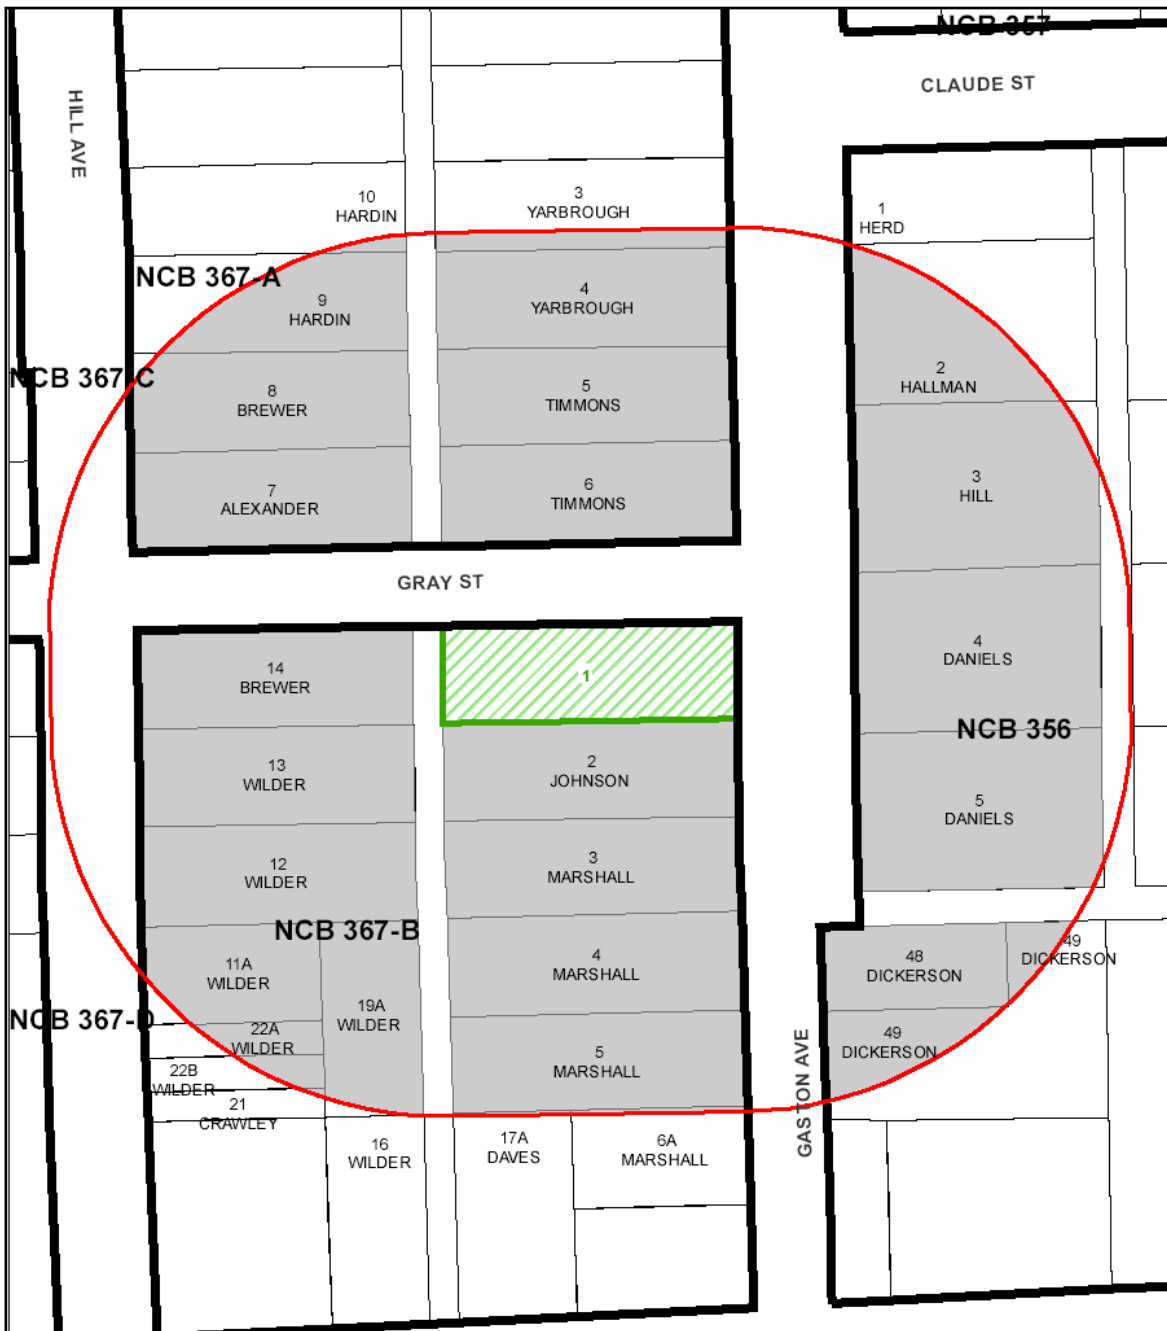 NCB 357
CLAUDE ST
HILL AVE
10
HARDIN
3
YARBROUGH
1
HERD
NCB 367-A
9
HARDIN
4
YARBROUGH
NCB 367-C
8
BREWER
5
TIMMONS
2
HALLMAN
7
ALEXANDER
6
TIMMONS
3
HILL
GRAY ST
14
BREWER
1
4
DANIELS
NCB 356
13
WILDER
2
JOHNSON
5
DANIELS
12
WILDER
3
MARSHALL
NCB 367-B
11A
WILDER
4
MARSHALL
48
DICKERSON
49
DICKERSON
19A
WILDER
NCB 367-D
22A
WILDER
5
MARSHALL
49
DICKERSON
22B
WILDER
21
CRAWLEY
GASTON AVE
16
WILDER
17A
DAVES
6A
MARSHALL